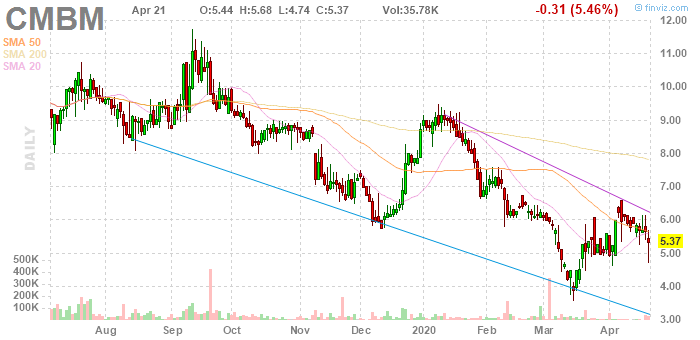 © finviz.com
CMBM Apr 21 O:5.44 H:5.68 L:4.74 C:5.37 Vol:35.78K -0.31 (5.46%)
SMA 50
SMA 200
SMA 20
DAILY
12.00
11.00
10.00
9.00
8.00
7.00
6.00
5.37
5.00
4.00
3.00
500K
400K
300K
200K
100K
Aug Sep Oct Nov Dec 2020 Feb Mar Apr